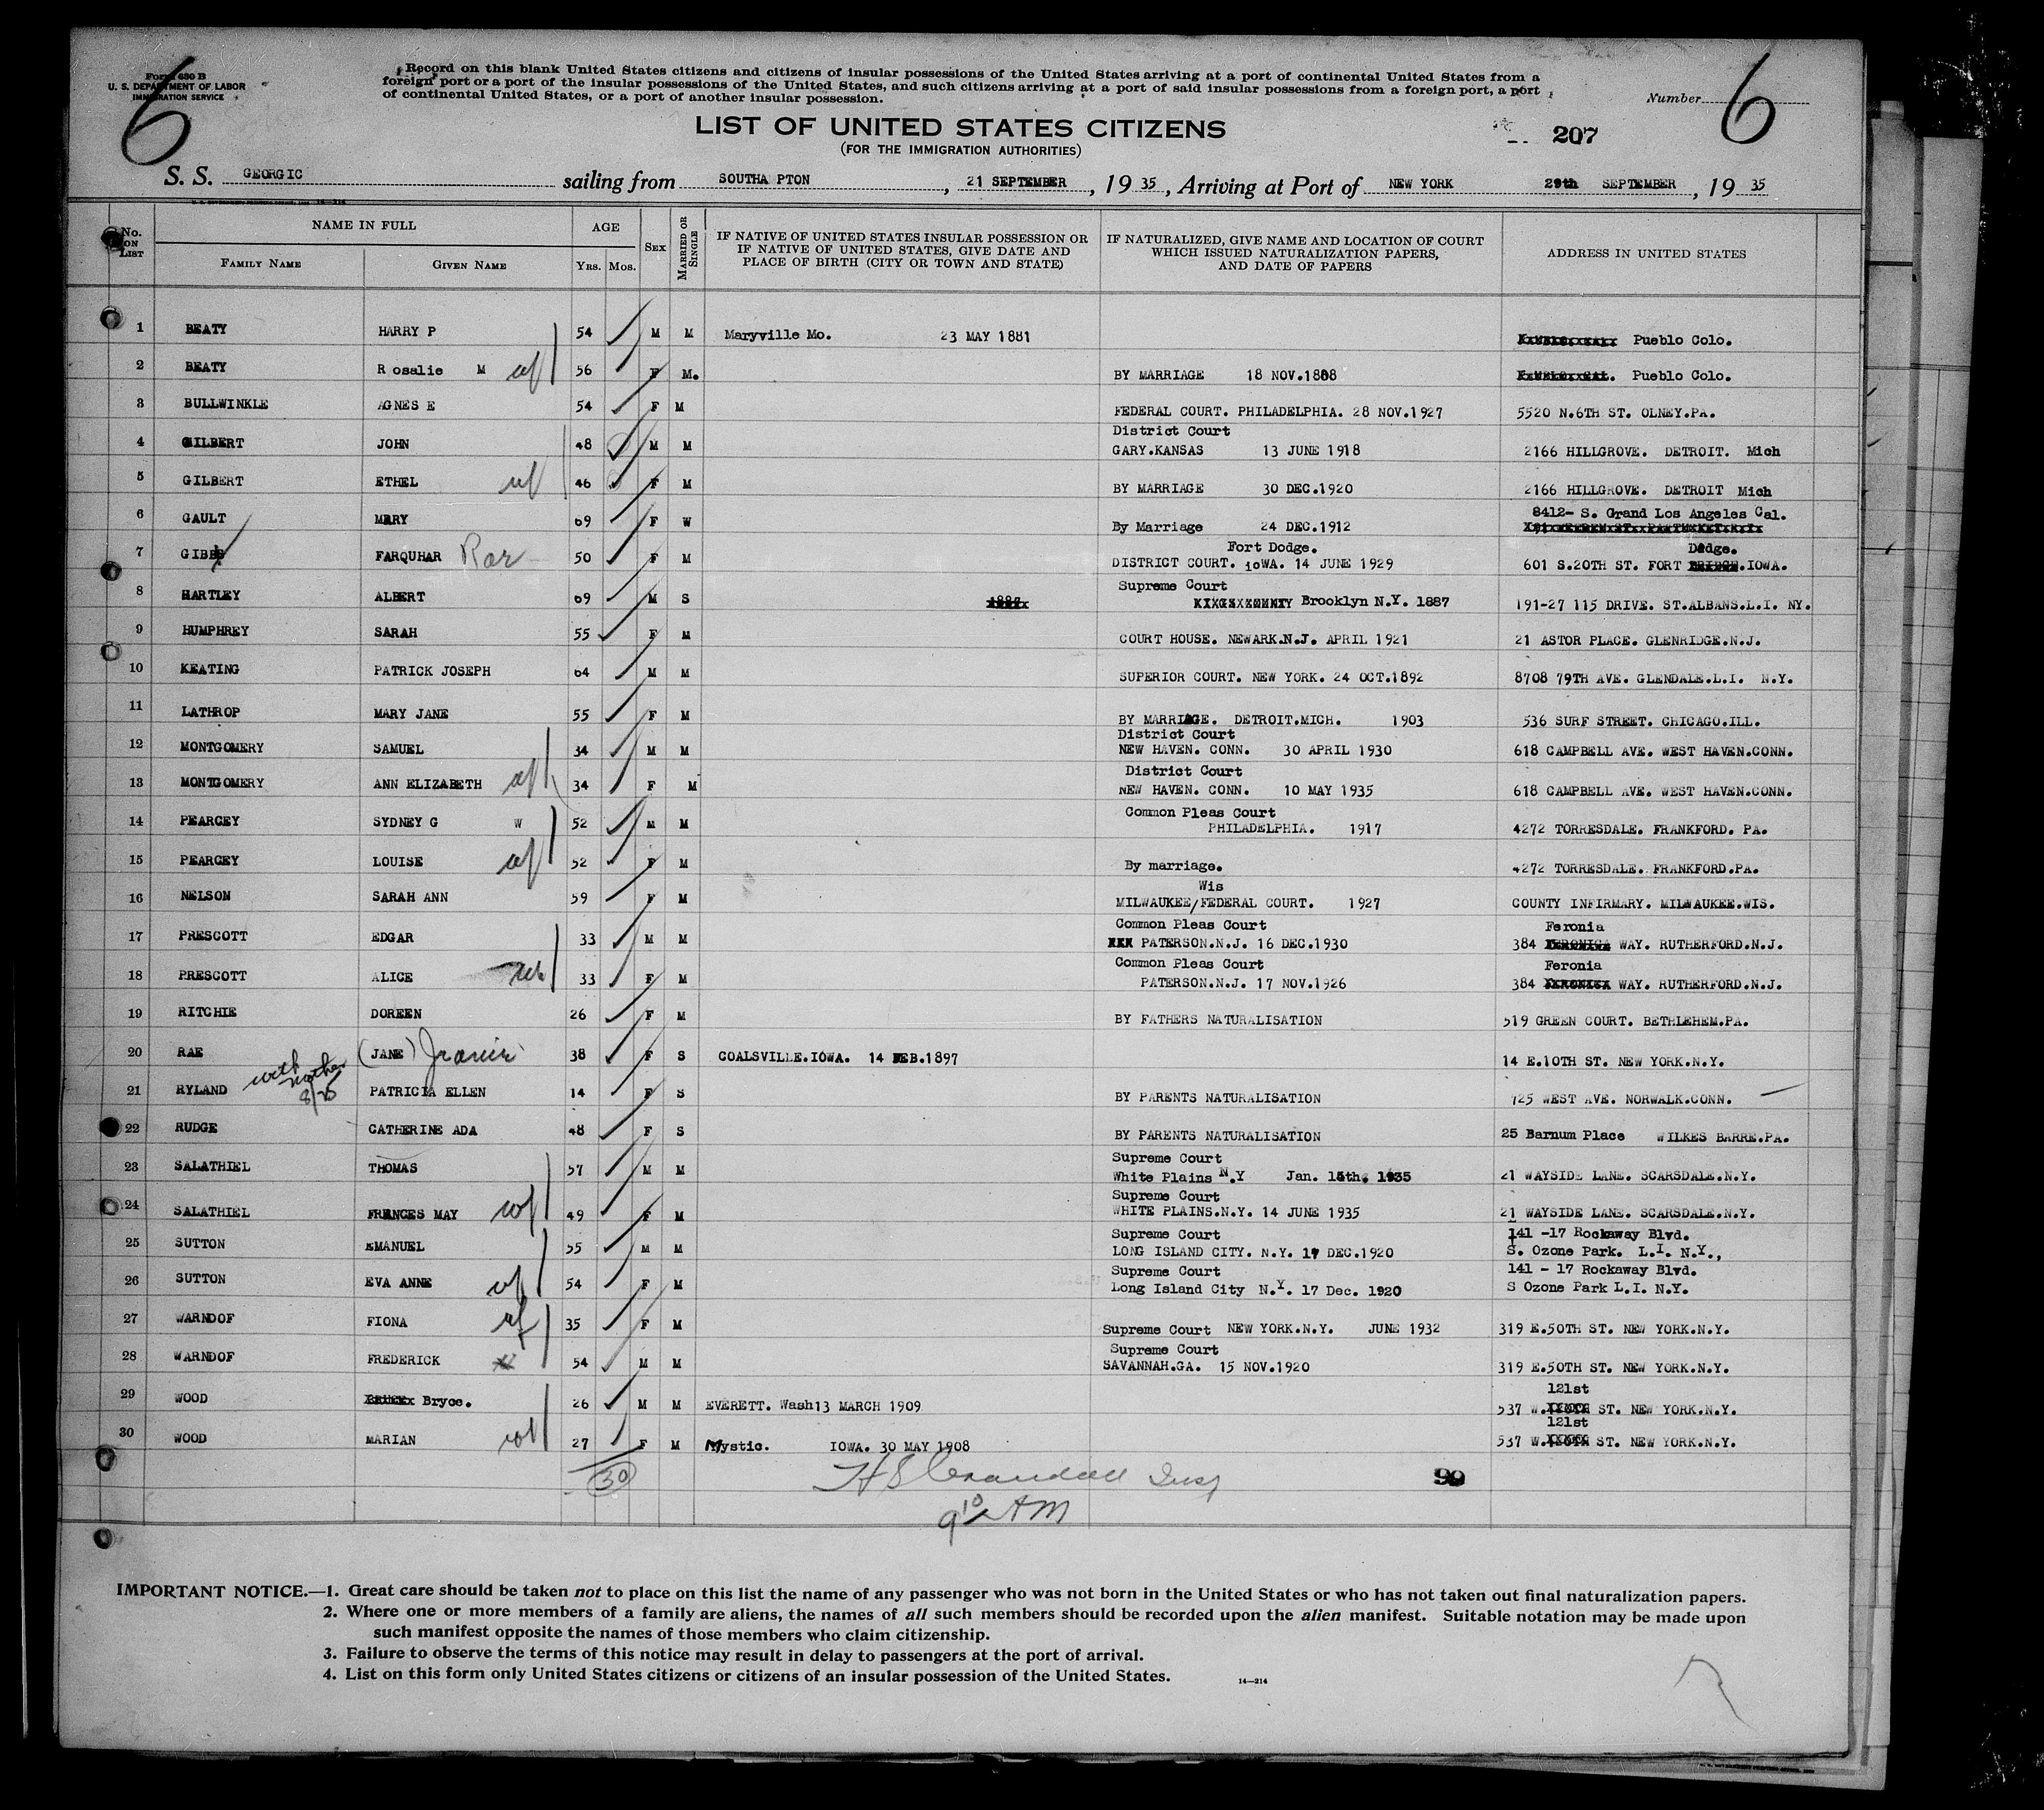 6
6
Form 630 B
U. S. DEPARTMENT OF LABOR
IMMIGRATION SERVICE
Record on this blank United States citizens and citizens of insular possessions of the United States arriving at a port of continental United States from a
foreign port or a port of the insular possessions of the United States, and such citizens arriving at a port of said insular possessions from a foreign port, a port
of continental United States, or a port of another insular possession.
Number
LIST OF UNITED STATES CITIZENS
(FOR THE IMMIGRATION AUTHORITIES)
207
S. S. GEORGIC sailing from SOUTHA PTON, 21 SEPTEMBER, 19 35, Arriving at Port of NEW YORK 29th SEPTEMBER, 19 35
No. ON LIST
NAME IN FULL
FAMILY NAME GIVEN NAME
AGE
Yrs. Mos.
SEX
MARRIED OR SINGLE
IF NATIVE OF UNITED STATES INSULAR POSSESSION OR
IF NATIVE OF UNITED STATES, GIVE DATE AND
PLACE OF BIRTH (CITY OR TOWN AND STATE)
IF NATURALIZED, GIVE NAME AND LOCATION OF COURT
WHICH ISSUED NATURALIZATION PAPERS,
AND DATE OF PAPERS
ADDRESS IN UNITED STATES
1 BEATY HARRY P 54 M M Maryville Mo. 23 MAY 1881 Pueblo Colo.
2 BEATY Rosalie M wf 56 F M. BY MARRIAGE 18 NOV.1888 Pueblo Colo.
3 BULLWINKLE AGNES E 54 F M FEDERAL COURT. PHILADELPHIA. 28 NOV.1927 5520 N.6TH ST. OLNEY.PA.
District Court
4 GILBERT JOHN 48 M M GARY.KANSAS 13 JUNE 1918 2166 HILLGROVE. DETROIT. Mich
5 GILBERT ETHEL wf 46 F M BY MARRIAGE 30 DEC.1920 2166 HILLGROVE. DETROIT Mich
8412- S. Grand Los Angeles Cal.
6 GAULT MARY 69 F W By Marriage 24 DEC.1912
Fort Dodge. Dodge.
7 GIBB FARQUHAR Rar 50 F M DISTRICT COURT. iOWA. 14 JUNE 1929 601 S.20TH ST. FORT .IOWA.
Supreme Court
8 HARTLEY ALBERT 69 M S 1887 Brooklyn N.Y. 1887 191-27 115 DRIVE. ST.ALBANS.L.I. NY.
9 HUMPHREY SARAH 55 F M COURT HOUSE. NEWARK.N.J. APRIL 1921 21 ASTOR PLACE. GLENRIDGE.N.J.
10 KEATING PATRICK JOSEPH 64 M M SUPERIOR COURT. NEW YORK. 24 OCT.1892 8708 79TH AVE. GLENDALE.L.I. N.Y.
11 LATHROP MARY JANE 55 F M BY MARRIAGE. DETROIT.MICH. 1903 536 SURF STREET. CHICAGO.ILL.
District Court
12 MONTGOMERY SAMUEL 34 M M NEW HAVEN. CONN. 30 APRIL 1930 618 CAMPBELL AVE. WEST HAVEN.CONN.
District Court
13 MONTGOMERY ANN ELIZABETH wf 34 F M NEW HAVEN. CONN. 10 MAY 1935 618 CAMPBELL AVE. WEST HAVEN.CONN.
Common Pleas Court
14 PEARCEY SYDNEY G W 52 M M PHILADELPHIA. 1917 4272 TORRESDALE. FRANKFORD. PA.
15 PEARCEY LOUISE wf 52 F M By marriage. 4272 TORRESDALE. FRANKFORD.PA.
Wis
16 NELSON SARAH ANN 59 F M MILWAUKEE/FEDERAL COURT. 1927 COUNTY INFIRMARY. MILWAUKEE.WIS.
Common Pleas Court Feronia
17 PRESCOTT EDGAR 33 M M XXX PATERSON.N.J. 16 DEC.1930 384 WAY. RUTHERFORD.N.J.
Common Pleas Court Feronia
18 PRESCOTT ALICE wf 33 F M PATERSON.N.J. 17 NOV.1926 384 WAY. RUTHERFORD.N.J.
19 RITCHIE DOREEN 26 F M BY FATHERS NATURALISATION 519 GREEN COURT. BETHLEHEM.PA.
20 RAE (JANE) 38 F S COALSVILLE.IOWA. 14 FEB.1897 14 E.10TH ST. NEW YORK.N.Y.
with mother 8/25
21 RYLAND PATRICIA ELLEN 14 F S BY PARENTS NATURALISATION 725 WEST AVE. NORWALK.CONN.
22 RUDGE CATHERINE ADA 48 F S BY PARENTS NATURALISATION 25 Barnum Place WILKES BARRE.PA.
Supreme Court
23 SALATHIEL THOMAS 57 M M White Plains N.Y Jan. 15th. 1935 21 WAYSIDE LANE. SCARSDALE.N.Y.
Supreme Court
24 SALATHIEL FRANCES MAY wf 49 F M WHITE PLAINS.N.Y. 14 JUNE 1935 21 WAYSIDE LANE. SCARSDALE.N.Y.
Supreme Court 141 -17 Rockaway Blvd.
25 SUTTON EMANUEL 55 M M LONG ISLAND CITY. N.Y. 17 DEC.1920 S. Ozone Park. L.I. N.Y.,
Supreme Court 141 - 17 Rockaway Blvd.
26 SUTTON EVA ANNE wf 54 F M Long Island City N.Y. 17 Dec. 1920 S Ozone Park L.I. N.Y.
27 WARNDOF FIONA wf 35 F M Supreme Court NEW YORK.N.Y. JUNE 1932 319 E.50TH ST. NEW YORK.N.Y.
Supreme Court
28 WARNDOF FREDERICK 54 M M SAVANNAH.GA. 15 NOV.1920 319 E.50TH ST. NEW YORK.N.Y.
121st
29 WOOD Bryce. 26 M M EVERETT. Wash13 MARCH 1909 537 W. ST. NEW YORK.N.Y.
121st
30 WOOD MARIAN wf 27 F M Mystic. IOWA. 30 MAY 1908 537 W. ST. NEW YORK.N.Y.
30
H S Crandall Insp
90
9 10 AM
IMPORTANT NOTICE.—1. Great care should be taken not to place on this list the name of any passenger who was not born in the United States or who has not taken out final naturalization papers.
2. Where one or more members of a family are aliens, the names of all such members should be recorded upon the alien manifest. Suitable notation may be made upon
such manifest opposite the names of those members who claim citizenship.
3. Failure to observe the terms of this notice may result in delay to passengers at the port of arrival.
4. List on this form only United States citizens or citizens of an insular possession of the United States.
14—214